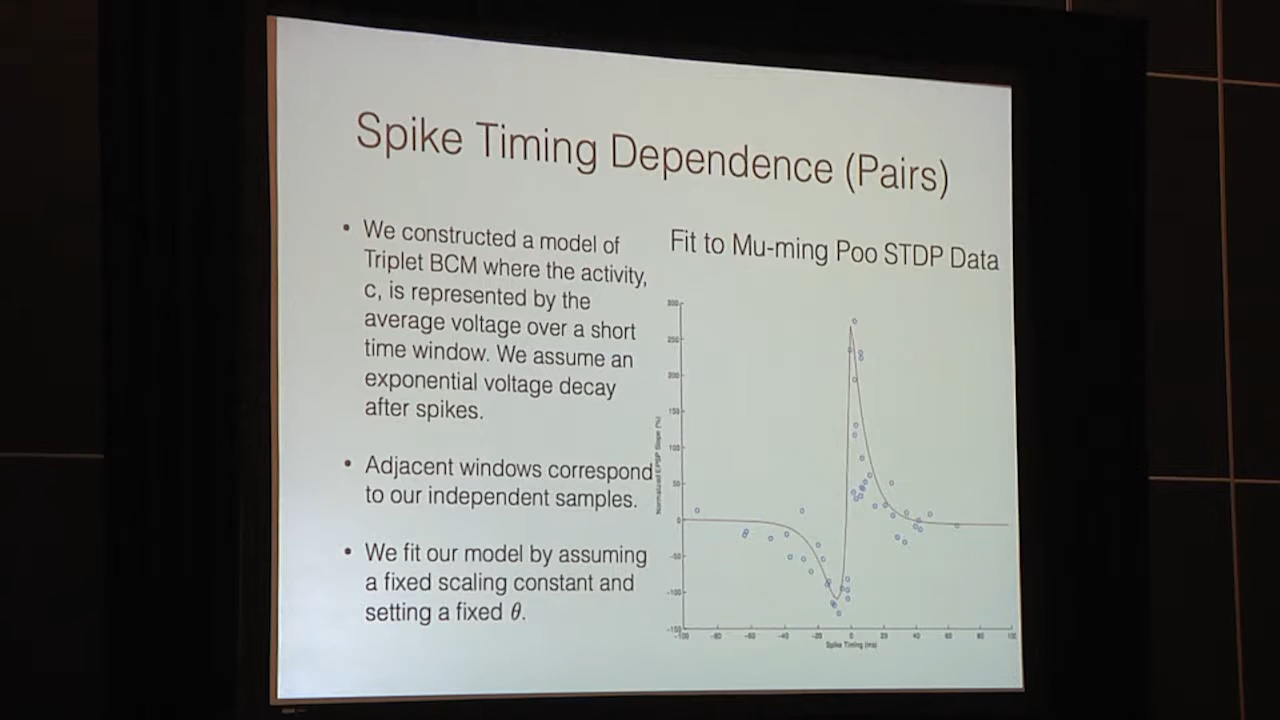 Spike Timing Dependence (Pairs)
• We constructed a model of
Triplet BCM where the activity,
c, is represented by the
average voltage over a short
time window. We assume an
exponential voltage decay
after spikes.
• Adjacent windows correspond
to our independent samples.
• We fit our model by assuming
a fixed scaling constant and
setting a fixed θ.
Fit to Mu-ming Poo STDP Data
Normalized EPSP Slope (%)
300
250
200
150
100
50
0
-50
-100
-150
-100 -80 -60 -40 -20 0 20 40 60 80 100
Spike Timing (ms)